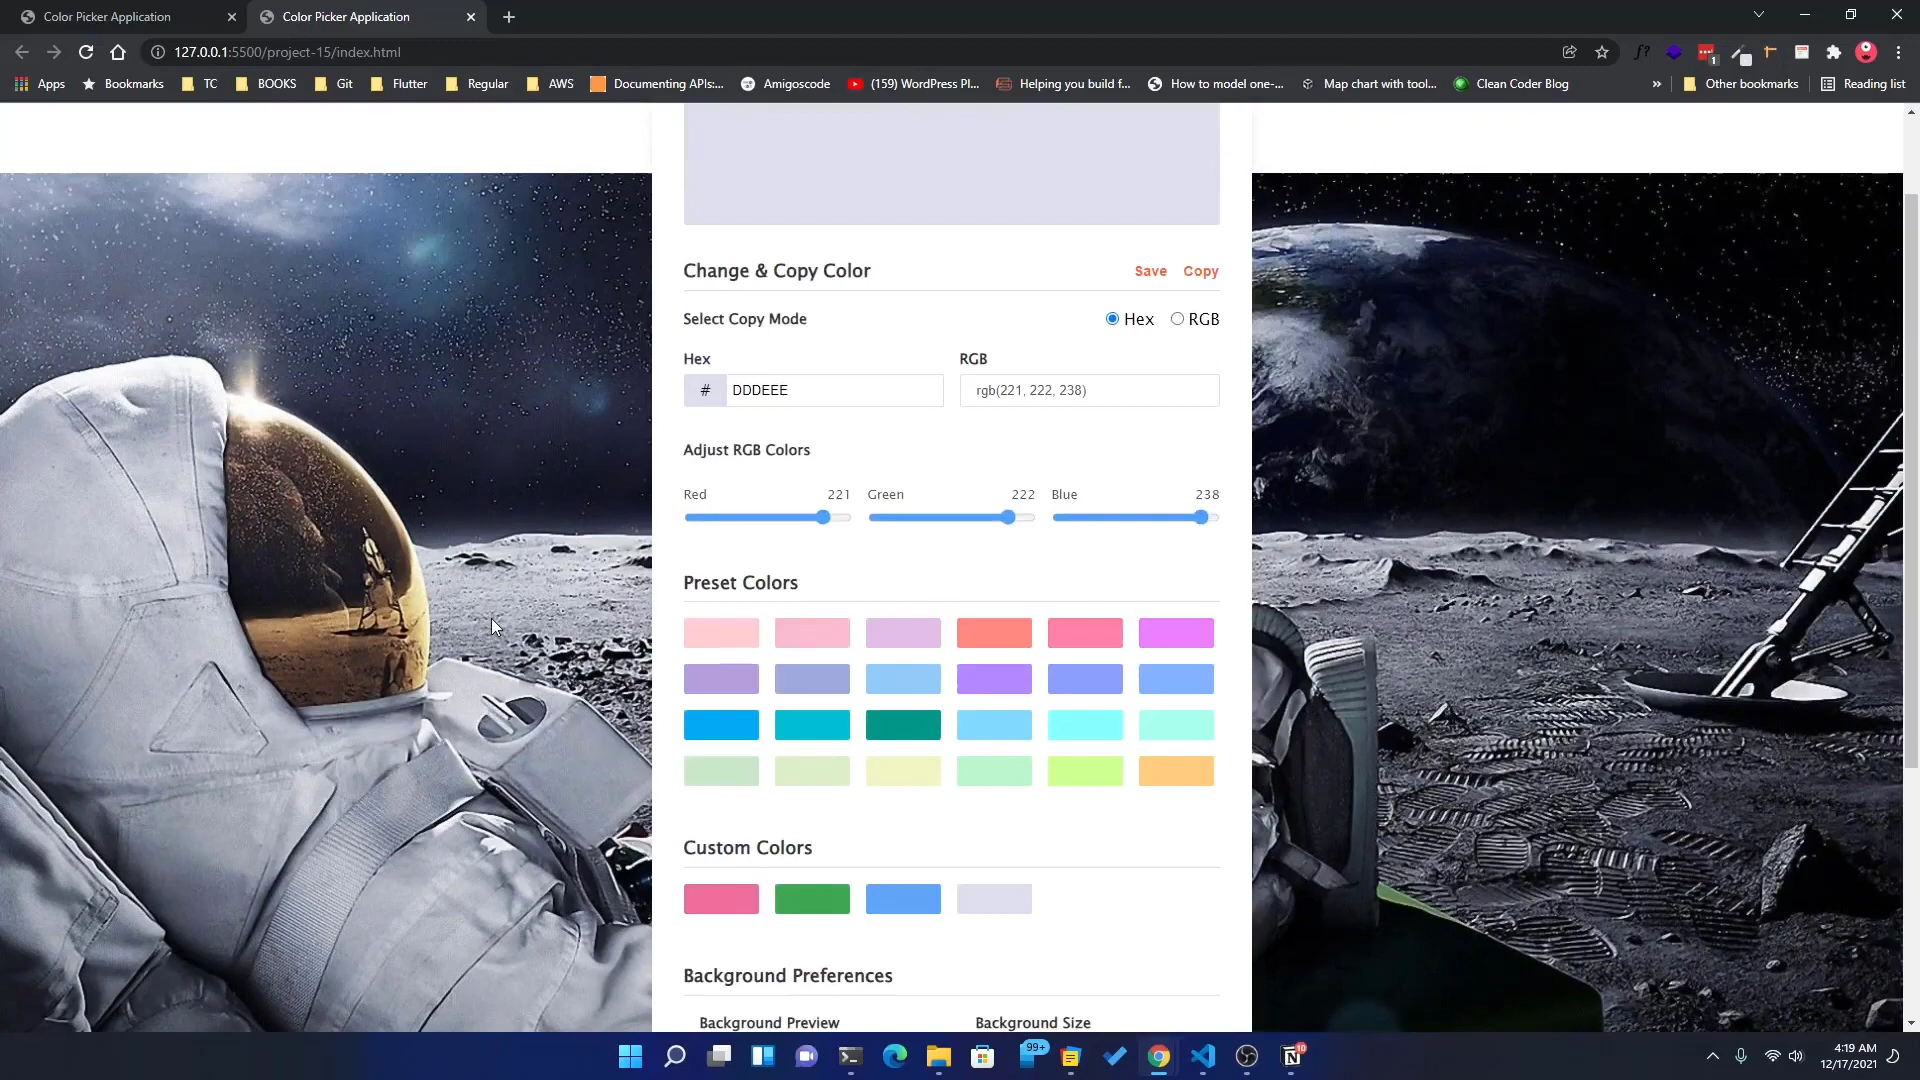 Color Picker Application
Color Picker Application
127.0.0.1:5500/project-15/index.html
f?
1
Apps
Bookmarks
TC
BOOKS
Git
Flutter
Regular
AWS
Documenting APIs:...
Amigoscode
(159) WordPress Pl...
Helping you build f...
How to model one-...
Map chart with tool...
Clean Coder Blog
»
Other bookmarks
Reading list
Change & Copy Color
Save
Copy
Select Copy Mode
Hex
RGB
Hex
RGB
# DDDEEE
rgb(221, 222, 238)
Adjust RGB Colors
Red 221
Green 222
Blue 238
Preset Colors
Custom Colors
Background Preferences
Background Preview
Background Size
99+
10
4:19 AM
12/17/2021